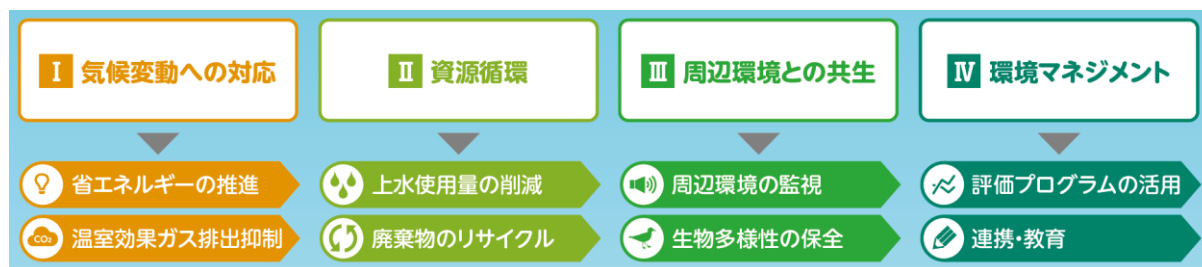 I 気候変動への対応
II 資源循環
III 周辺環境との共生
IV 環境マネジメント
省エネルギーの推進
上水使用量の削減
周辺環境の監視
評価プログラムの活用
CO₂ 温室効果ガス排出抑制
廃棄物のリサイクル
生物多様性の保全
連携・教育